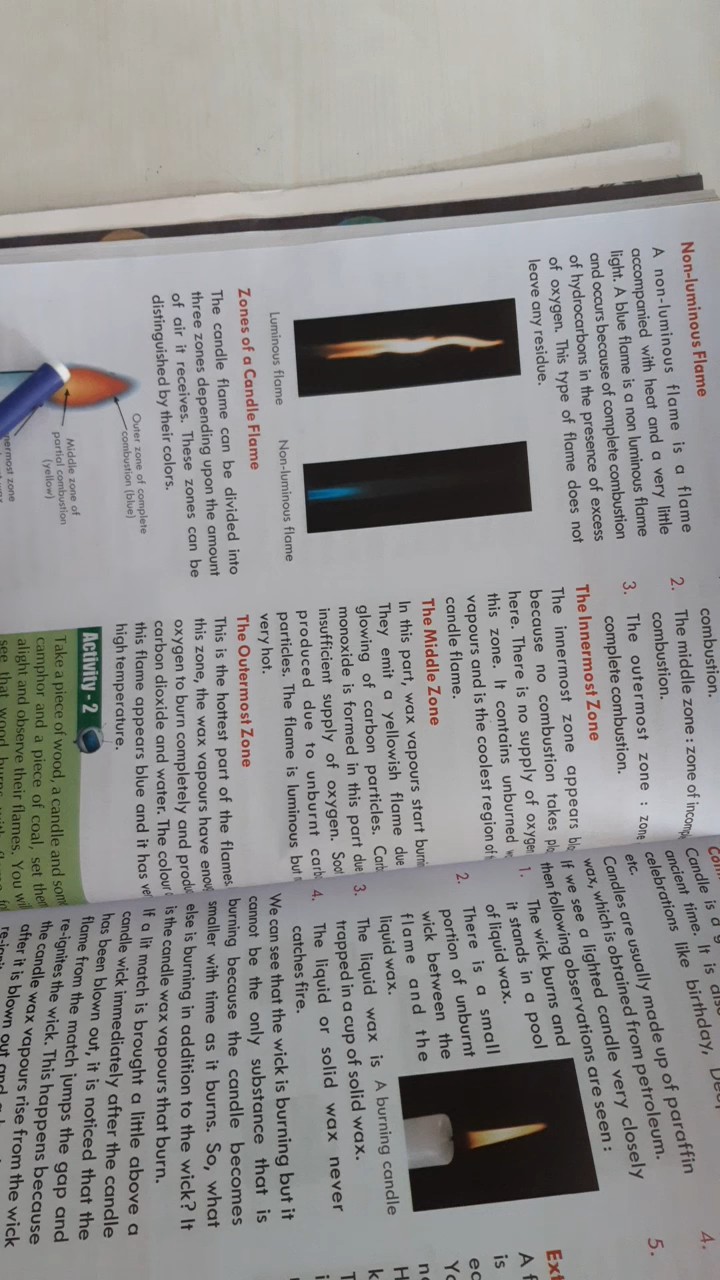 Non-luminous Flame
A non-luminous flame is a flame
accompanied with heat and a very little
light. A blue flame is a non luminous flame
and occurs because of complete combustion
of hydrocarbons in the presence of excess
of oxygen. This type of flame does not
leave any residue.
Luminous flame
Non-luminous flame
Zones of a Candle Flame
The candle flame can be divided into
three zones depending upon the amount
of air it receives. These zones can be
distinguished by their colors.
Outer zone of complete
combustion (blue)
Middle zone of
partial combustion
(yellow)
zone
combustion.
2. The middle zone : zone of
combustion.
3. The outermost zone : zone
complete combustion.
The Innermost Zone
The innermost zone appears
because no combustion takes
here. There is no supply of
this zone. It contains unburned
vapours and is the coolest region of
candle flame.
The Middle Zone
In this part, wax vapours start
They emit a yellowish flame due
glowing of carbon particles.
monoxide is formed in this part due
insufficient supply of oxygen.
produced due to unburnt
particles. The flame is luminous but
very hot.
The Outermost Zone
This is the hottest part of the flames.
this zone, the wax vapours have
oxygen to burn completely and
carbon dioxide and water. The colour
this flame appears blue and it has
high temperature.
Activity - 2
Take a piece of wood, a candle and
camphor and a piece of coal, set
alight and observe their flames. You
see that wood burns with
Candle is a
ancient time. It is
celebrations like birthday,
etc.
Candles are usually made up of paraffin
wax, which is obtained from petroleum.
If we see a lighted candle very closely
then following observations are seen :
1. The wick burns and
it stands in a pool
of liquid wax.
2. There is a small
portion of unburnt
wick between the
flame and the
liquid wax.
A burning candle
3. The liquid wax is
trapped in a cup of solid wax.
4. The liquid or solid wax never
catches fire.
We can see that the wick is burning but it
cannot be the only substance that is
burning because the candle becomes
smaller with time as it burns. So, what
else is burning in addition to the wick? It
is the candle wax vapours that burn.
If a lit match is brought a little above a
candle wick immediately after the candle
has been blown out, it is noticed that the
flame from the match jumps the gap and
re-ignites the wick. This happens because
the candle wax vapours rise from the wick
after it is blown out and
4.
5.
A
is